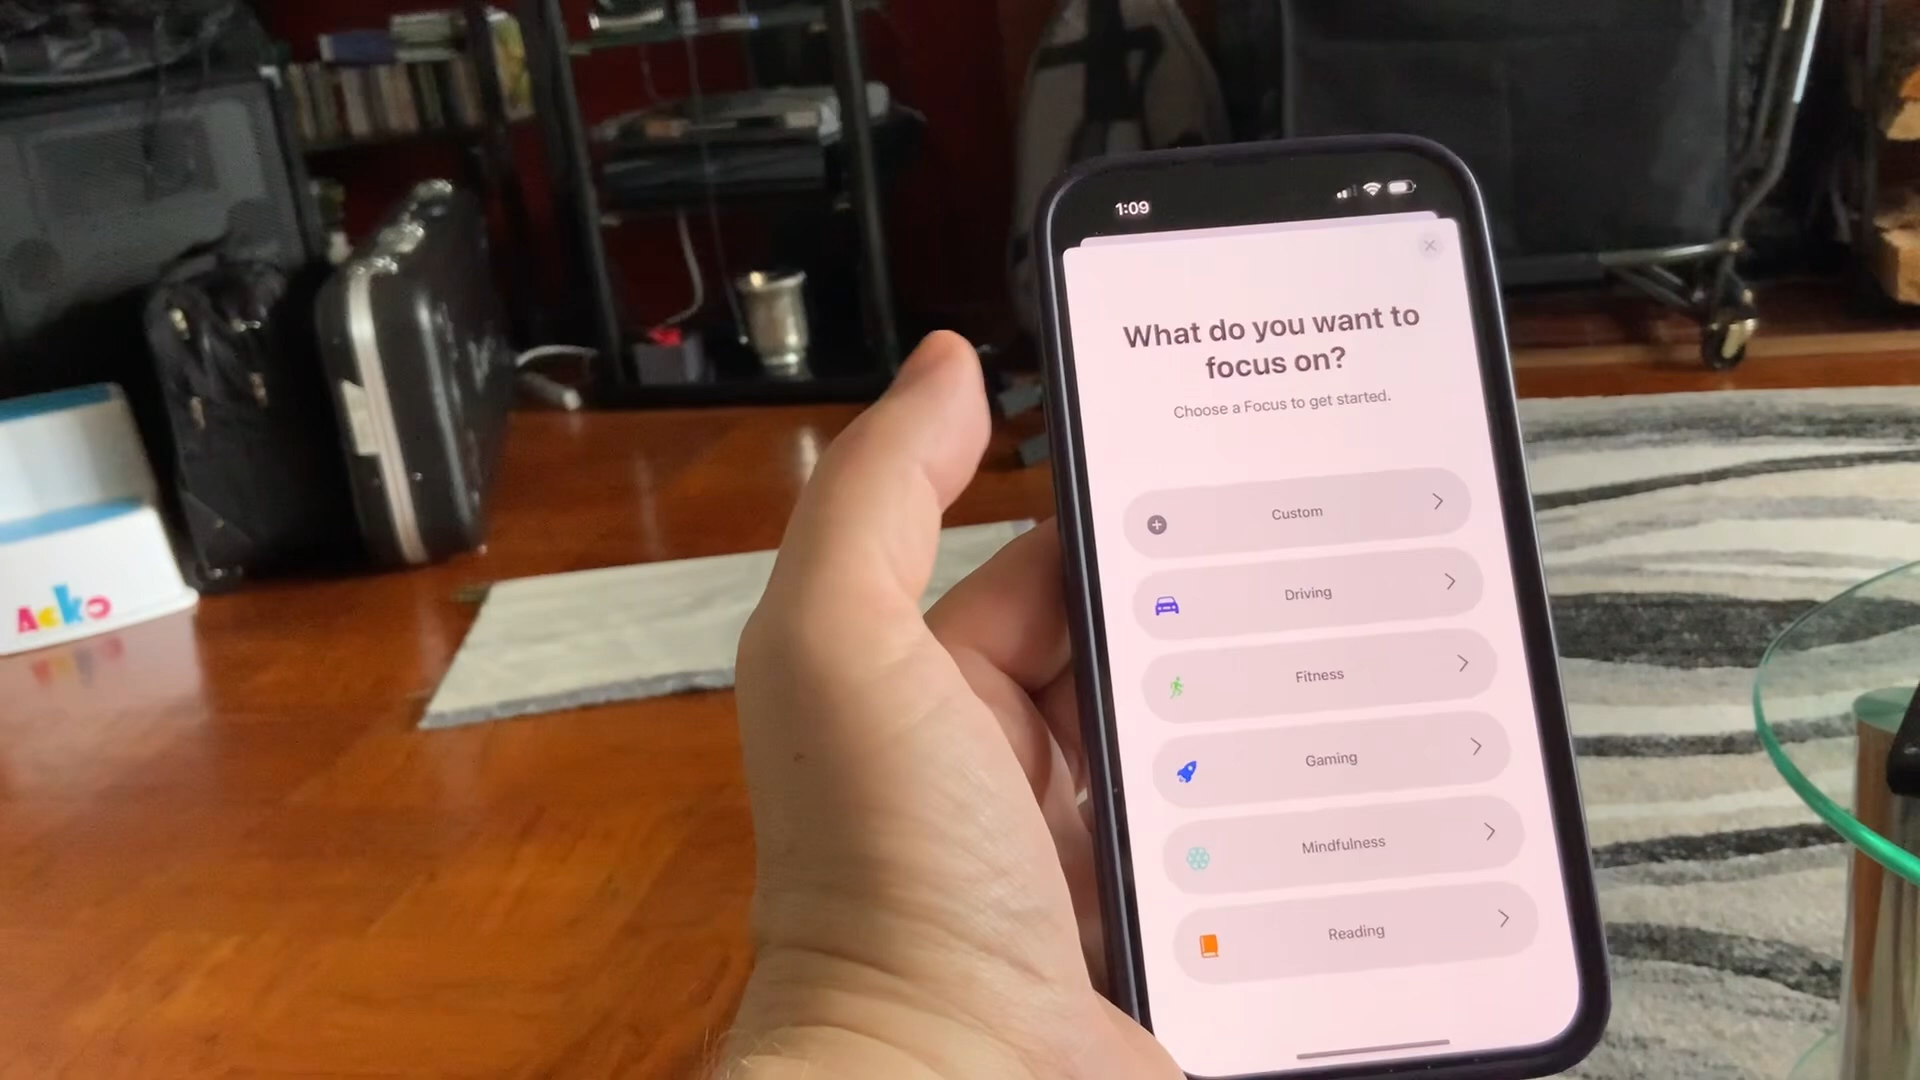 1:09
What do you want to
focus on?
Choose a Focus to get started.
Custom
Driving
Fitness
Gaming
Mindfulness
Reading
Acko